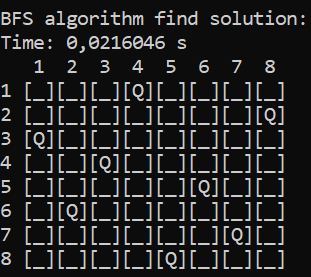 BFS algorithm find solution:
Time: 0,0216046 s
   1  2  3  4  5  6  7  8
1 [_][_][_][Q][_][_][_][_]
2 [_][_][_][_][_][_][_][Q]
3 [Q][_][_][_][_][_][_][_]
4 [_][_][Q][_][_][_][_][_]
5 [_][_][_][_][_][Q][_][_]
6 [_][Q][_][_][_][_][_][_]
7 [_][_][_][_][_][_][Q][_]
8 [_][_][_][_][Q][_][_][_]